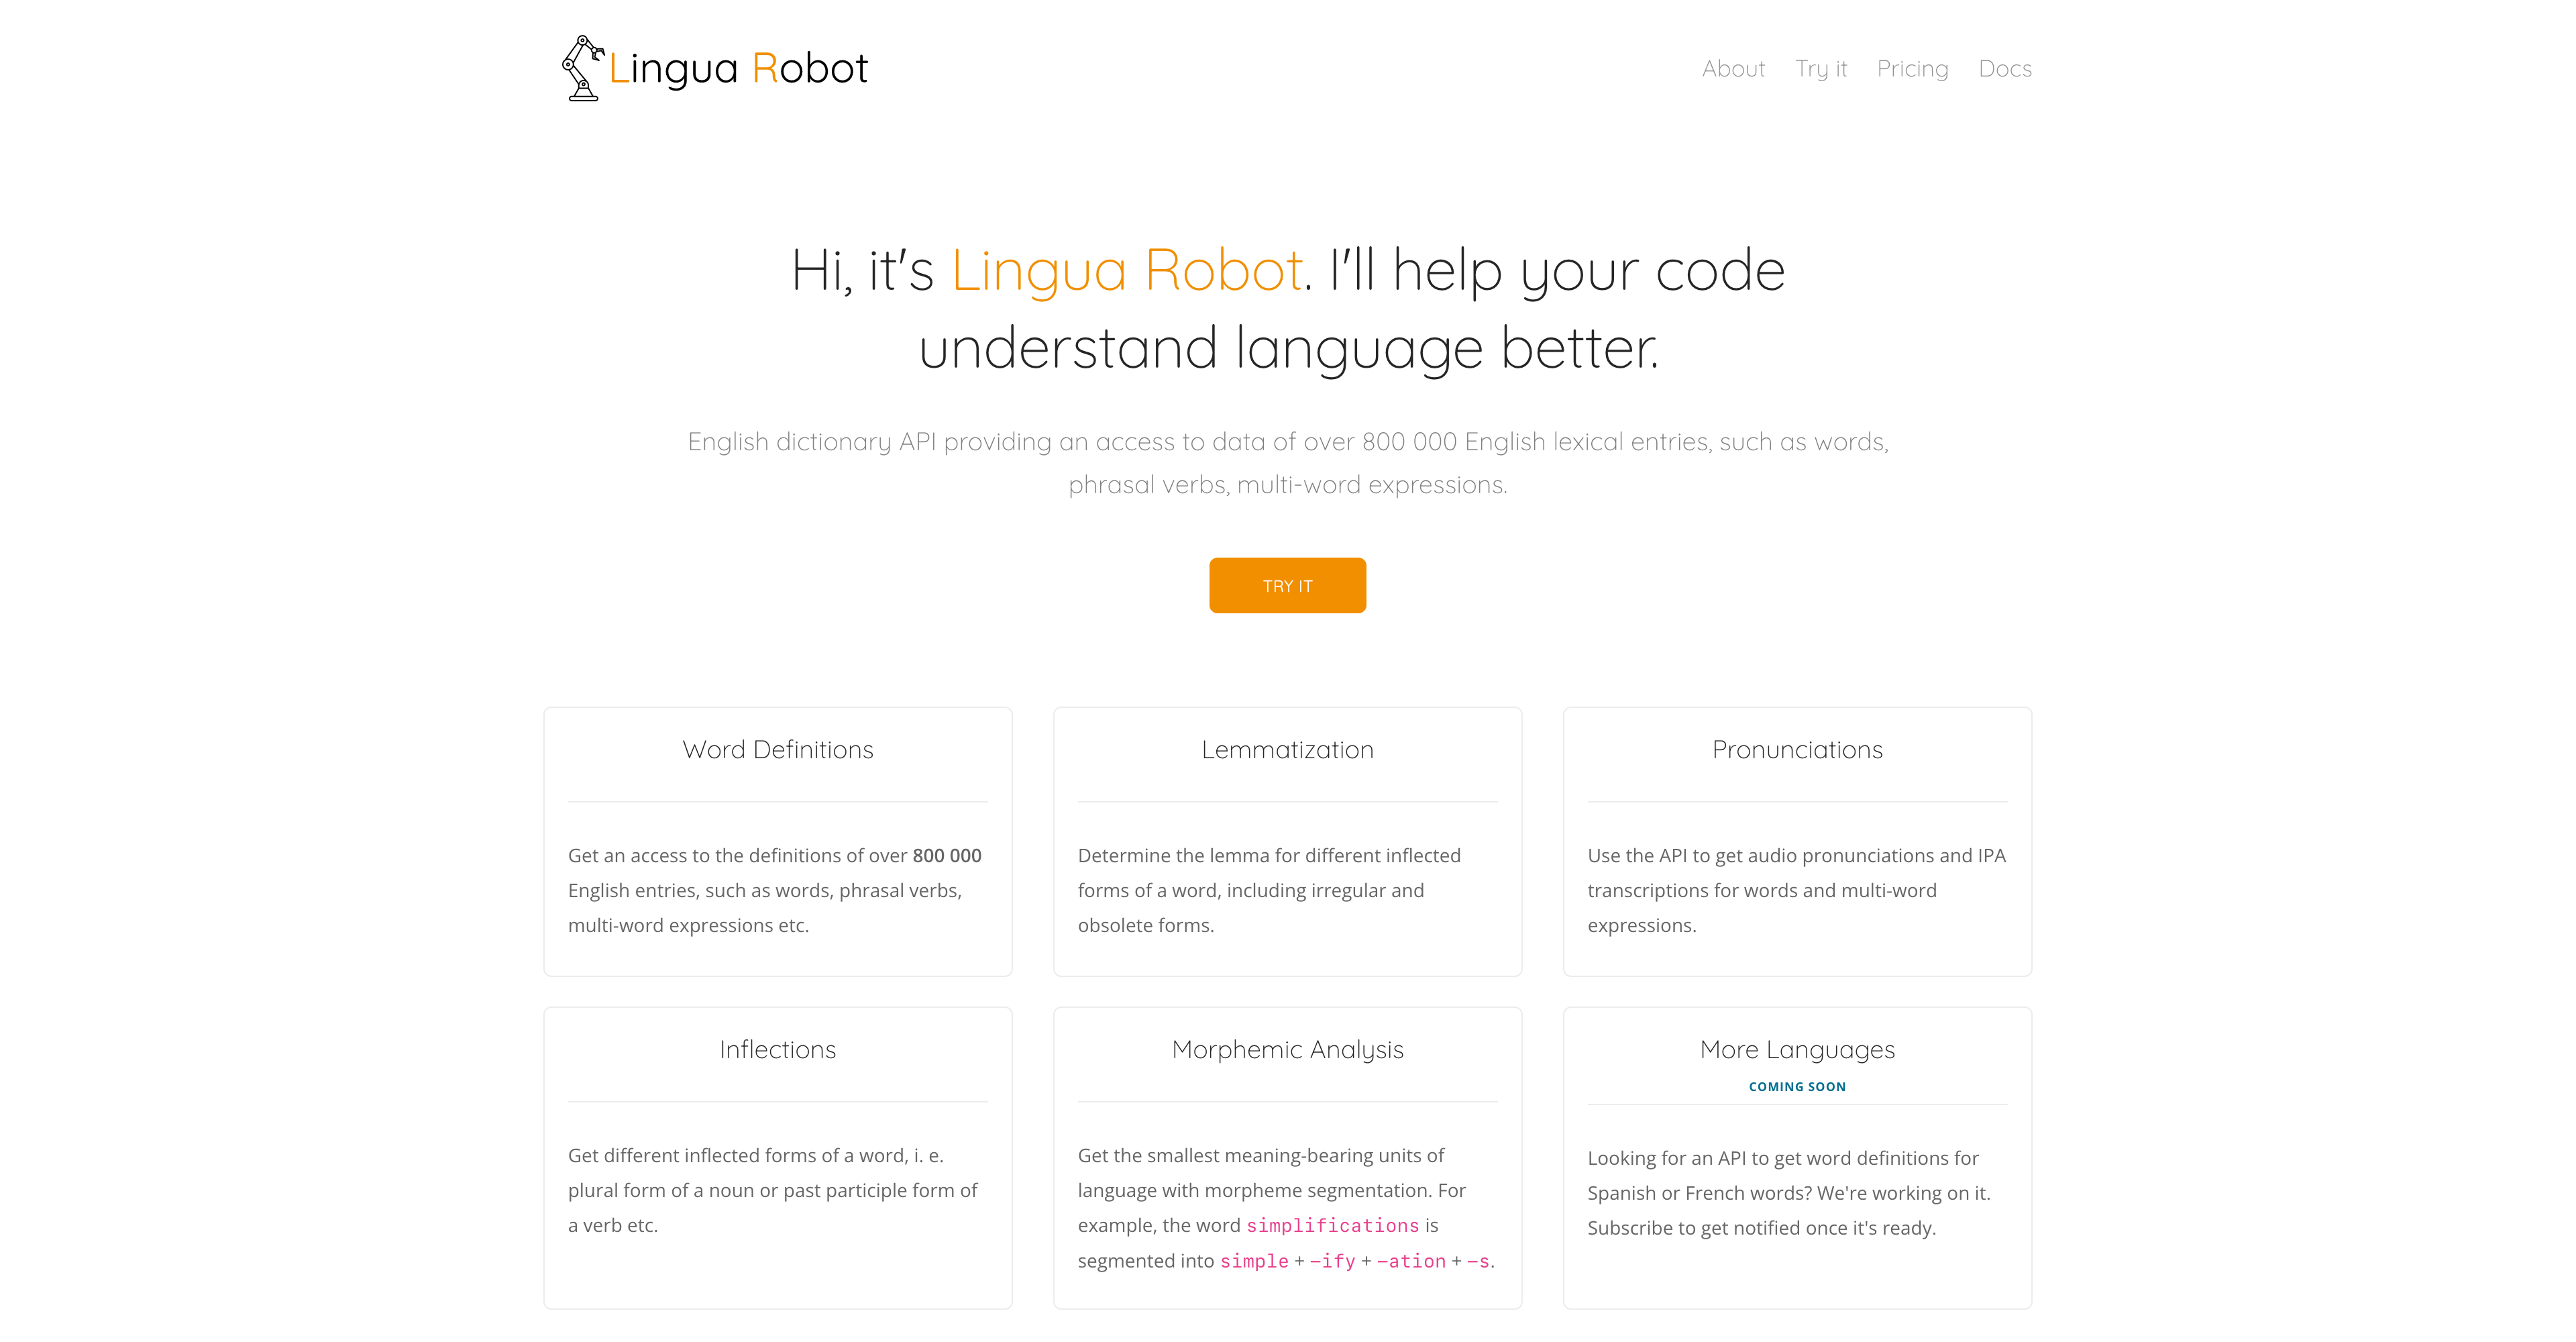 Lingua Robot
About Try it Pricing Docs
Hi, it's Lingua Robot. I'll help your code
understand language better.
English dictionary API providing an access to data of over 800 000 English lexical entries, such as words,
phrasal verbs, multi-word expressions.
TRY IT
Word Definitions
Get an access to the definitions of over 800 000
English entries, such as words, phrasal verbs,
multi-word expressions etc.
Lemmatization
Determine the lemma for different inflected
forms of a word, including irregular and
obsolete forms.
Pronunciations
Use the API to get audio pronunciations and IPA
transcriptions for words and multi-word
expressions.
Inflections
Get different inflected forms of a word, i. e.
plural form of a noun or past participle form of
a verb etc.
Morphemic Analysis
Get the smallest meaning-bearing units of
language with morpheme segmentation. For
example, the word simplifications is
segmented into simple + –ify + –ation + –s.
More Languages
COMING SOON
Looking for an API to get word definitions for
Spanish or French words? We're working on it.
Subscribe to get notified once it's ready.